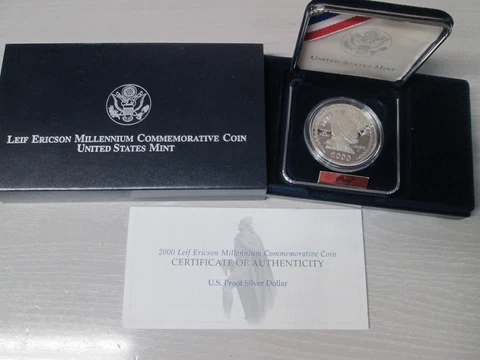 Leif Ericson Millennium Commemorative Coin
United States Mint
United States Mint
2000
2000 Leif Ericson Millennium Commemorative Coin
CERTIFICATE OF AUTHENTICITY
U.S. Proof Silver Dollar